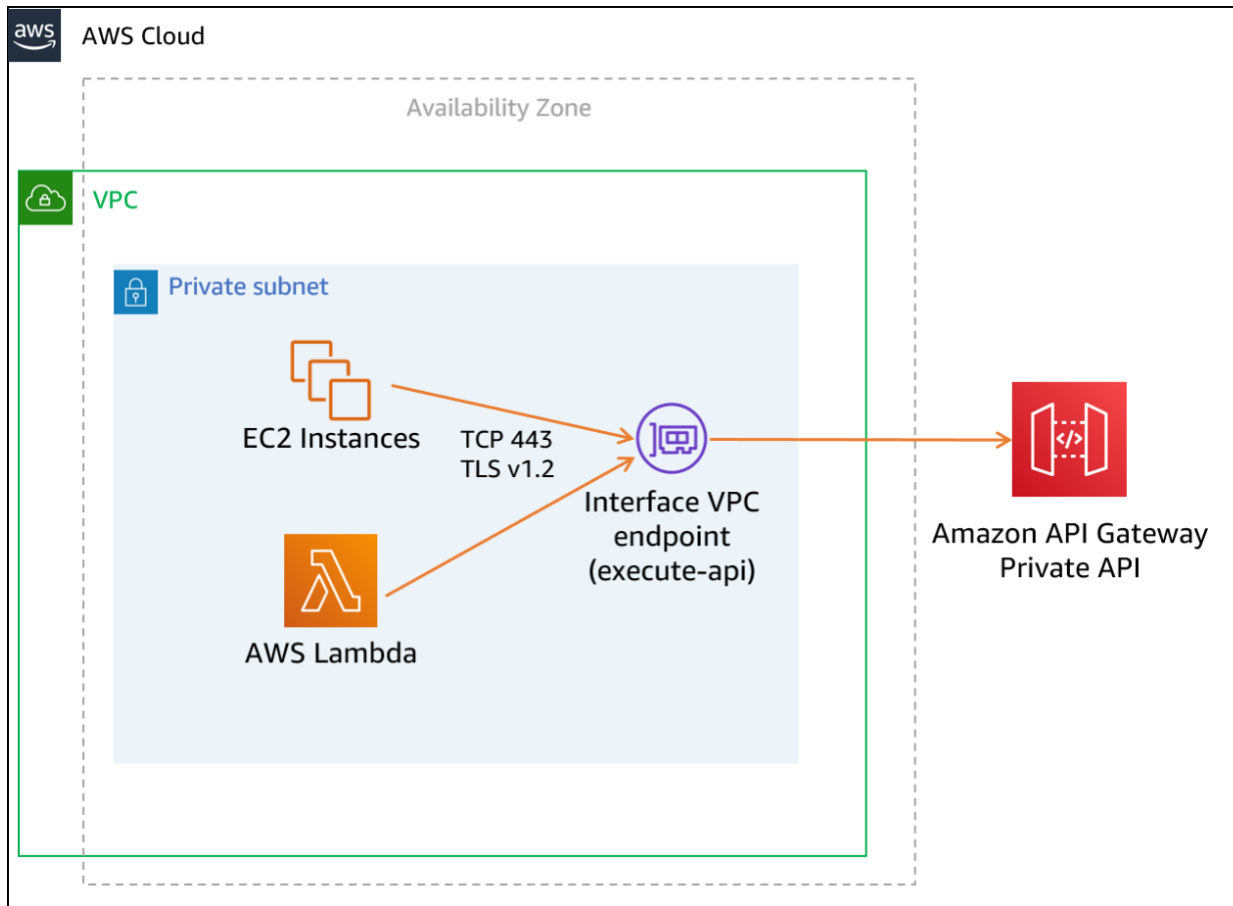 aws
AWS Cloud
Availability Zone
VPC
Private subnet
EC2 Instances
TCP 443
TLS v1.2
Interface VPC
endpoint
(execute-api)
AWS Lambda
</>
Amazon API Gateway
Private API